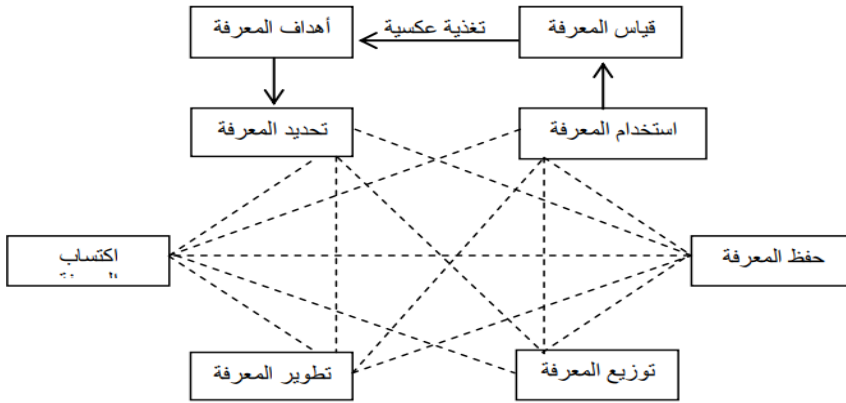 أهداف المعرفة
تغذية عكسية
قياس المعرفة
تحديد المعرفة
استخدام المعرفة
اكتساب
حفظ المعرفة
تطوير المعرفة
توزيع المعرفة